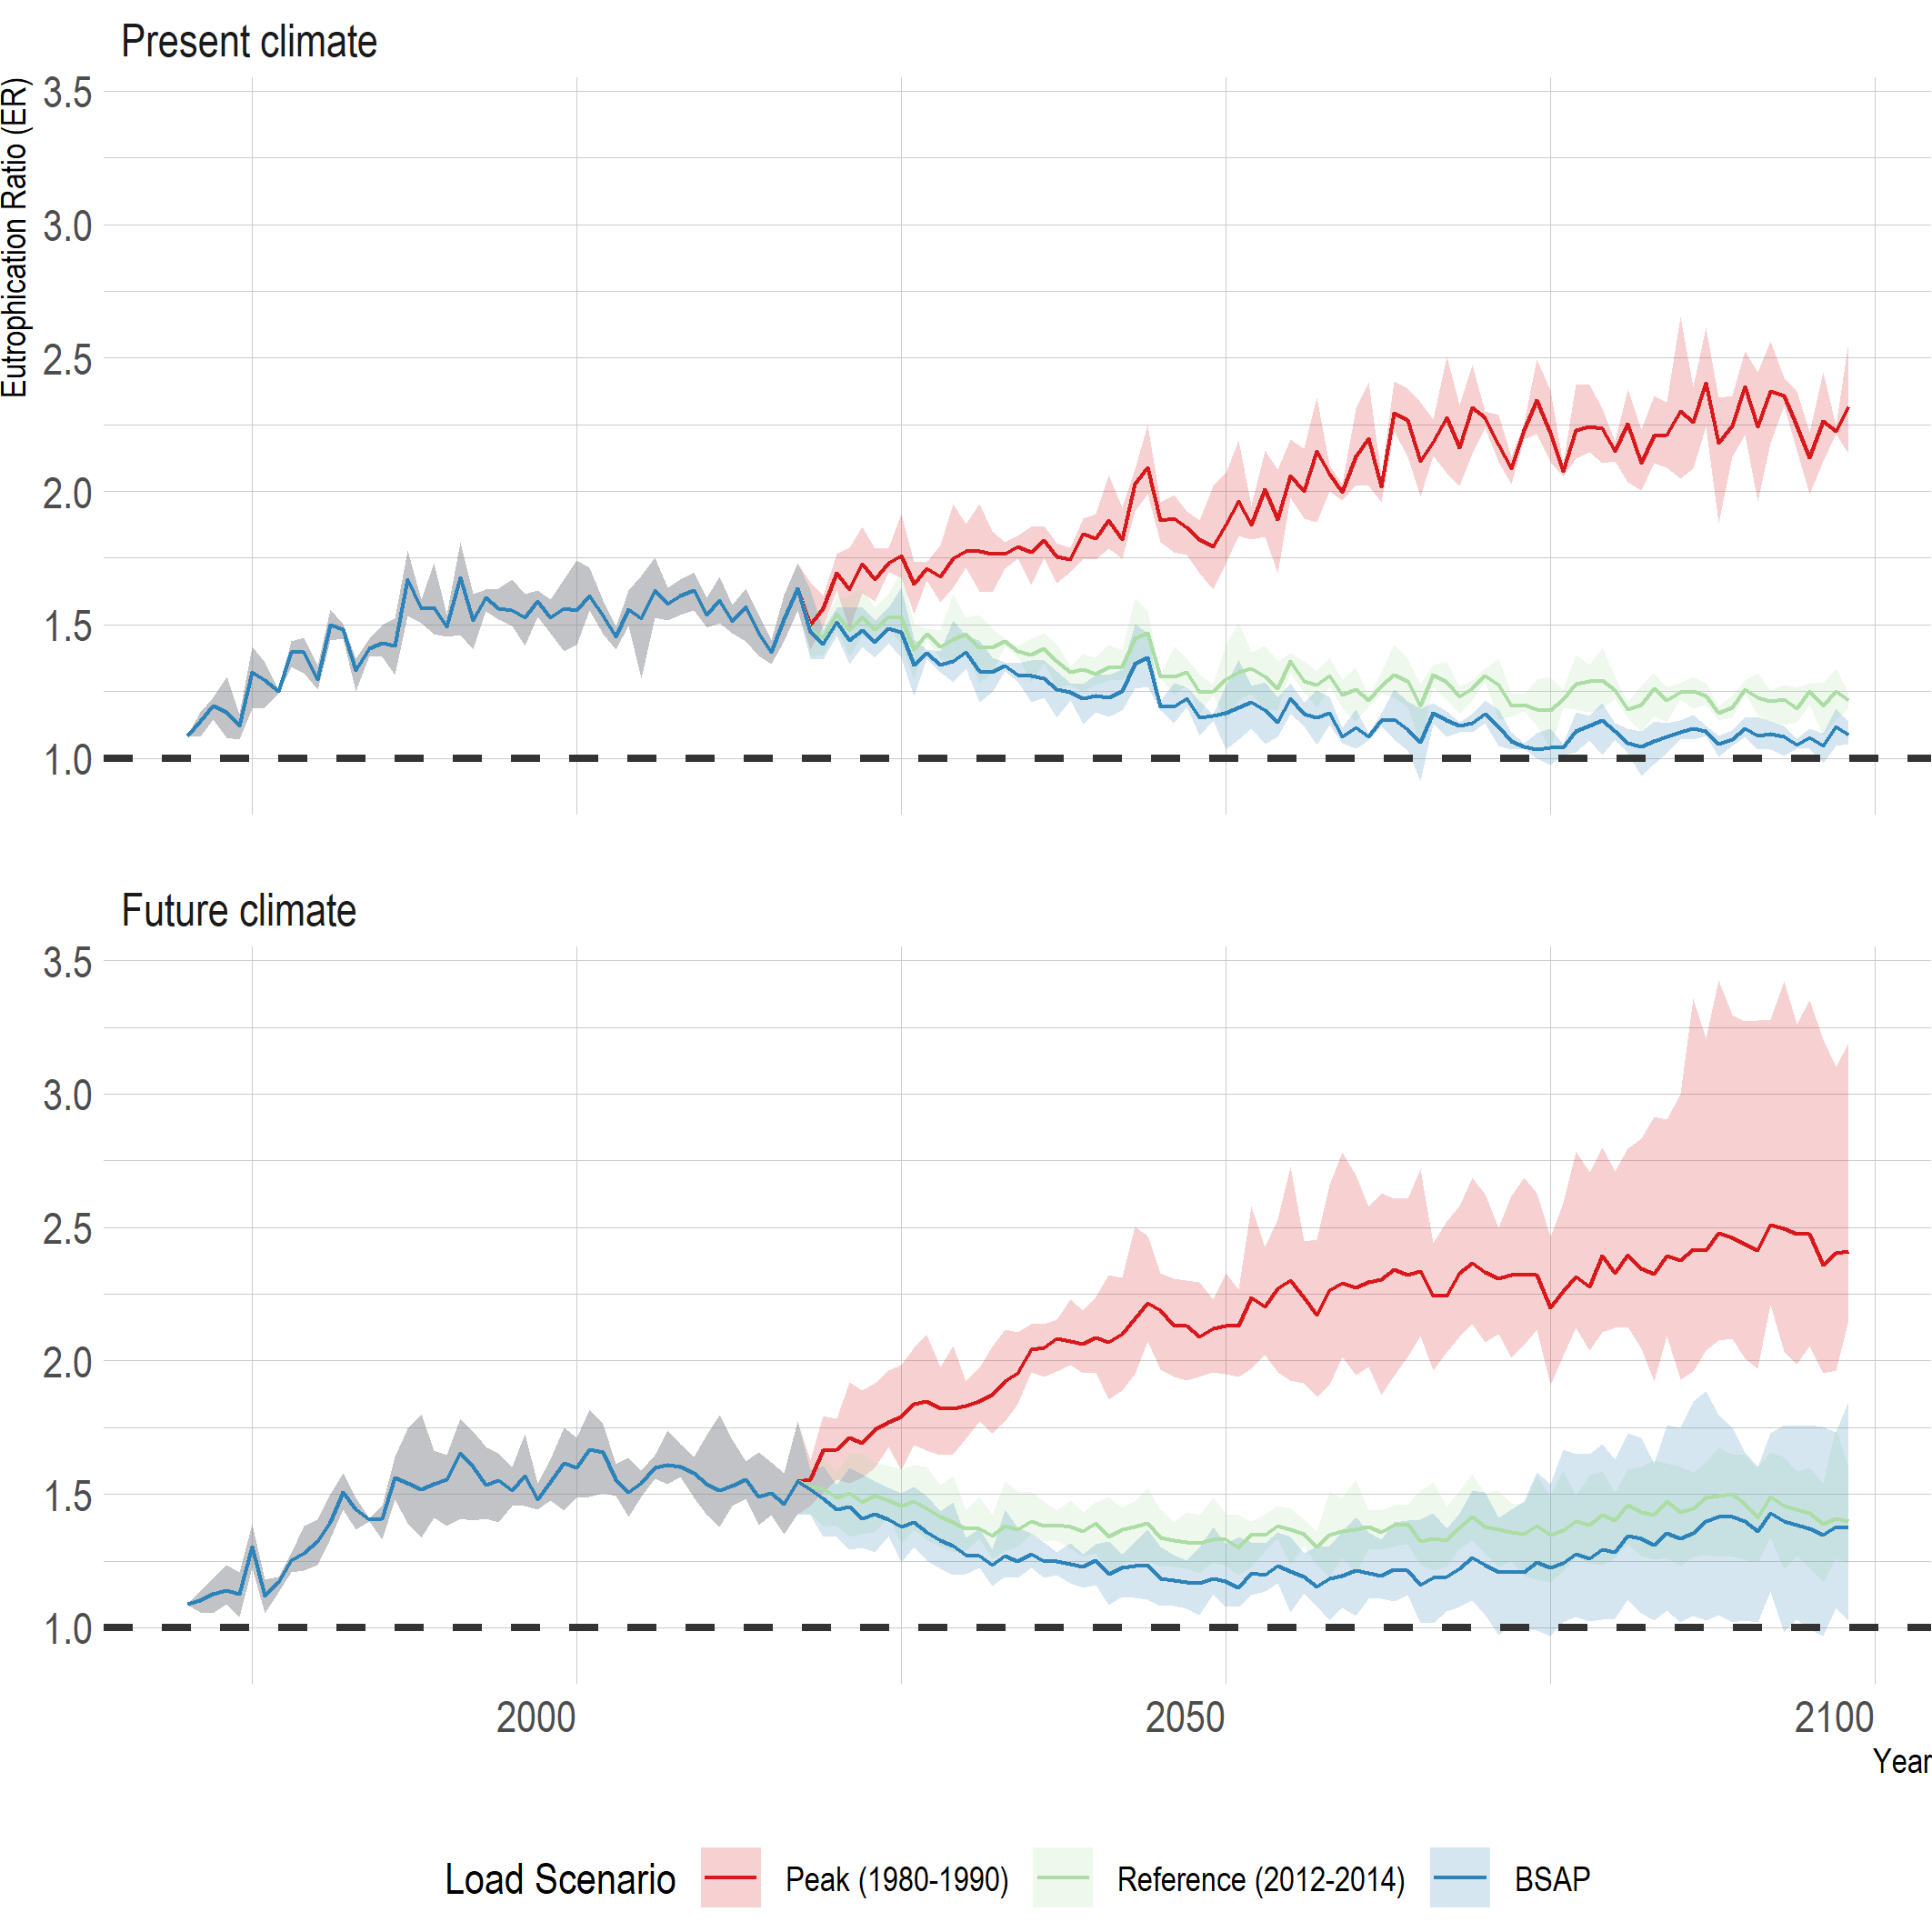 Present climate
Eutrophication Ratio (ER)
3.5
3.0
2.5
2.0
1.5
1.0
Future climate
3.5
3.0
2.5
2.0
1.5
1.0
2000 2050 2100
Year
Load Scenario Peak (1980-1990) Reference (2012-2014) BSAP